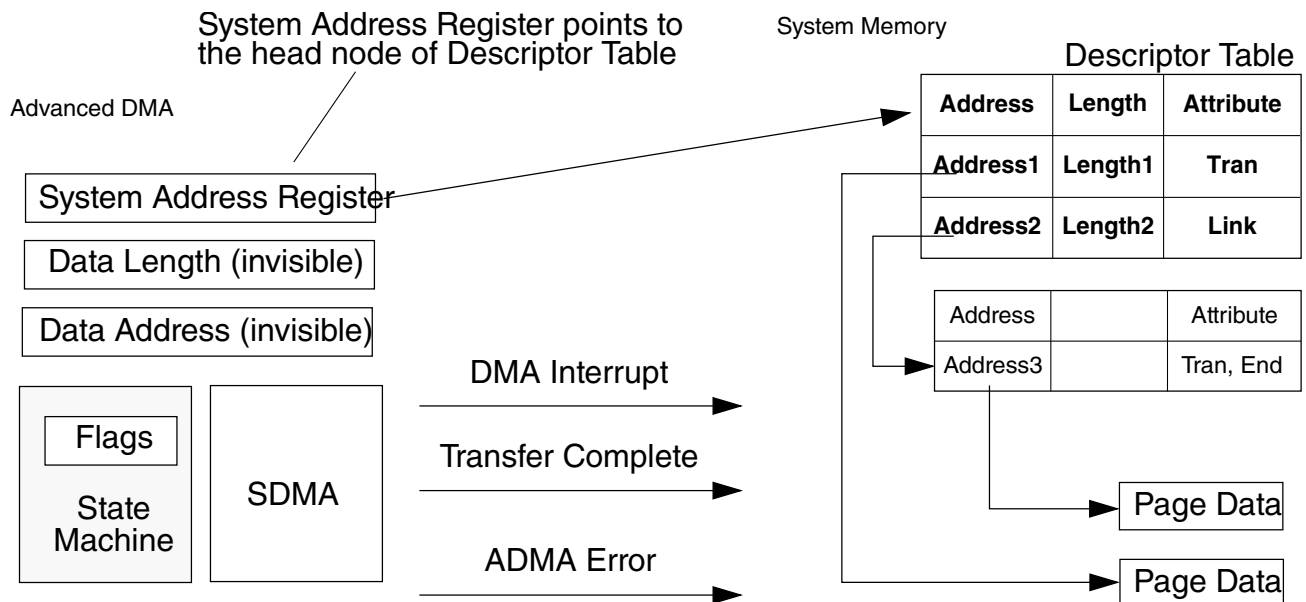 System Address Register points to
the head node of Descriptor Table
System Memory
Descriptor Table
Advanced DMA
Address Length Attribute
Address1 Length1 Tran
Address2 Length2 Link
System Address Register
Data Length (invisible)
Data Address (invisible)
Address Attribute
Address3 Tran, End
DMA Interrupt
Flags
State
Machine
SDMA
Transfer Complete
ADMA Error
Page Data
Page Data